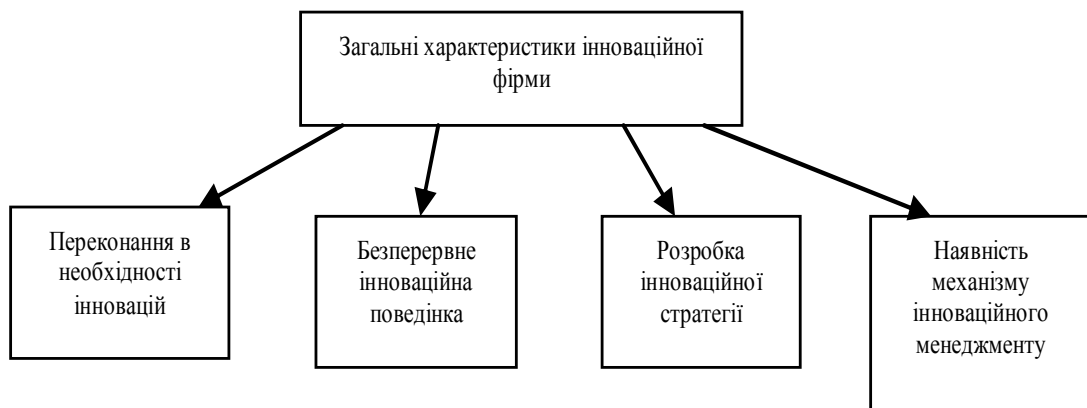 Загальні характеристики інноваційної
фірми
Переконання в
необхідності
інновацій
Безперервне
інноваційна
поведінка
Розробка
інноваційної
стратегії
Наявність
механізму
інноваційного
менеджменту